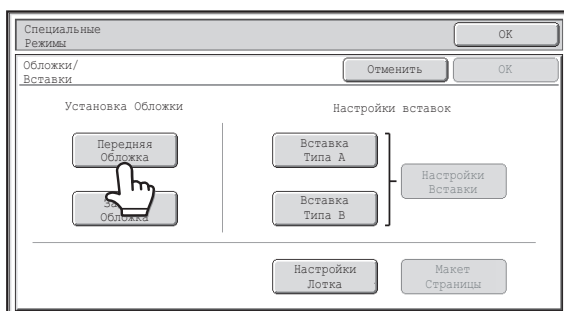 Специальные
Режимы
OK
Обложки/
Вставки
Отменить
OK
Установка Обложки
Настройки вставок
Передняя
Обложка
Обложка
Вставка
Типа A
Вставка
Типа B
Настройки
Вставки
Настройки
Лотка
Макет
Страницы